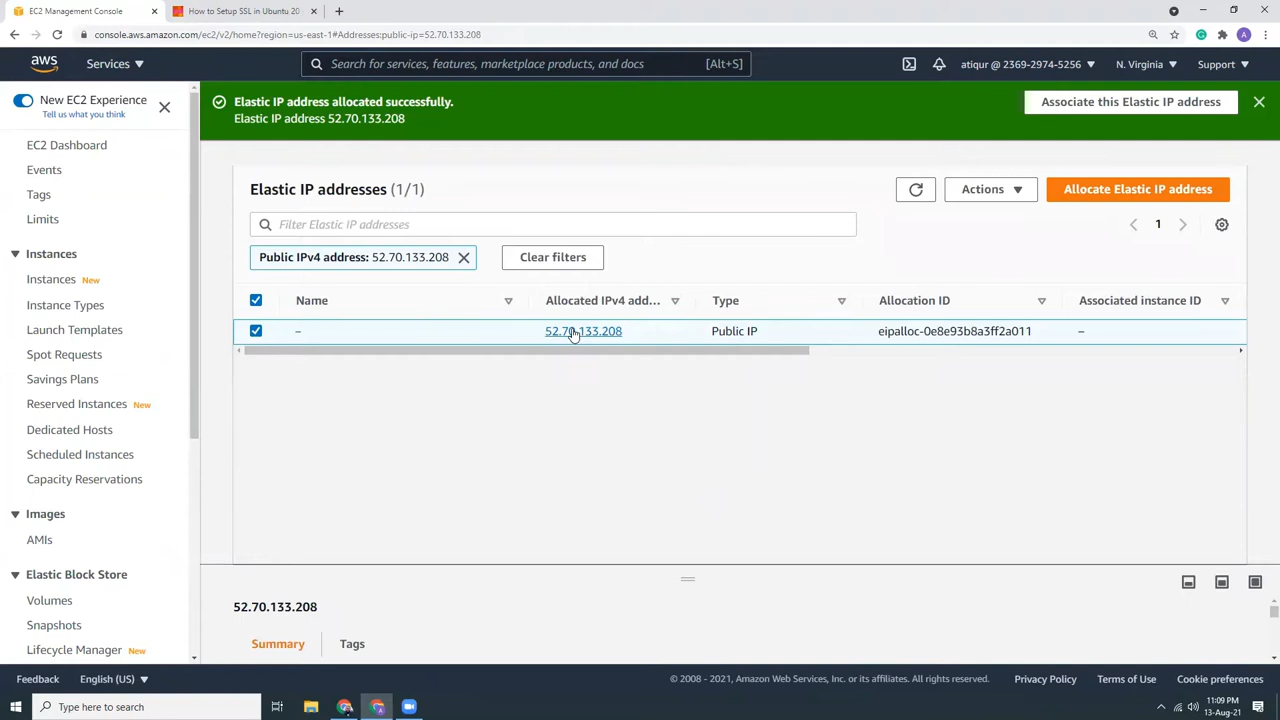 EC2 Management Console
How to Setup SSL in Ubuntu 20
console.aws.amazon.com/ec2/v2/home?region=us-east-1#Addresses:public-ip=52.70.133.208
A
aws
Services
Search for services, features, marketplace products, and docs
[Alt+S]
atiqur @ 2369-2974-5256
N. Virginia
Support
New EC2 Experience
Tell us what you think
EC2 Dashboard
Events
Tags
Limits
Instances
Instances New
Instance Types
Launch Templates
Spot Requests
Savings Plans
Reserved Instances New
Dedicated Hosts
Scheduled Instances
Capacity Reservations
Images
AMIs
Elastic Block Store
Volumes
Snapshots
Lifecycle Manager New
Elastic IP address allocated successfully.
Elastic IP address 52.70.133.208
Associate this Elastic IP address
Elastic IP addresses (1/1)
Actions
Allocate Elastic IP address
Filter Elastic IP addresses
1
Public IPv4 address: 52.70.133.208
Clear filters
Name
Allocated IPv4 add...
Type
Allocation ID
Associated instance ID
–
52.70.133.208
Public IP
eipalloc-0e8e93b8a3ff2a011
–
52.70.133.208
Summary
Tags
Feedback
English (US)
© 2008 - 2021, Amazon Web Services, Inc. or its affiliates. All rights reserved.
Privacy Policy
Terms of Use
Cookie preferences
Type here to search
11:09 PM
13-Aug-21